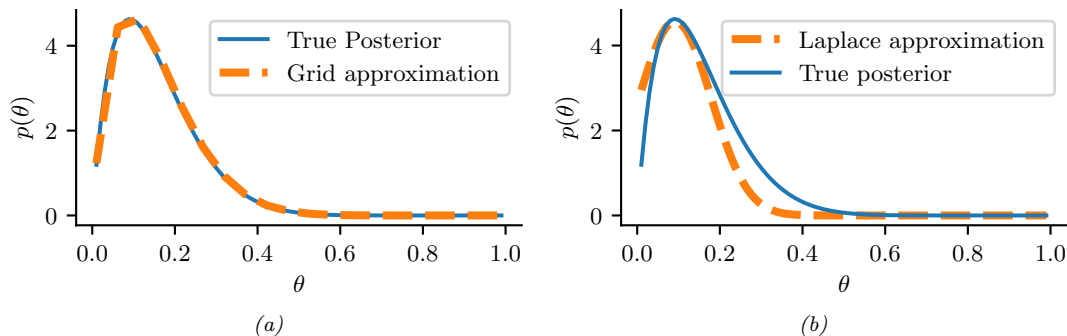 True Posterior
Grid approximation
p(θ)
4
2
0
0.0 0.2 0.4 0.6 0.8 1.0
θ
(a)
Laplace approximation
True posterior
p(θ)
4
2
0
0.0 0.2 0.4 0.6 0.8 1.0
θ
(b)